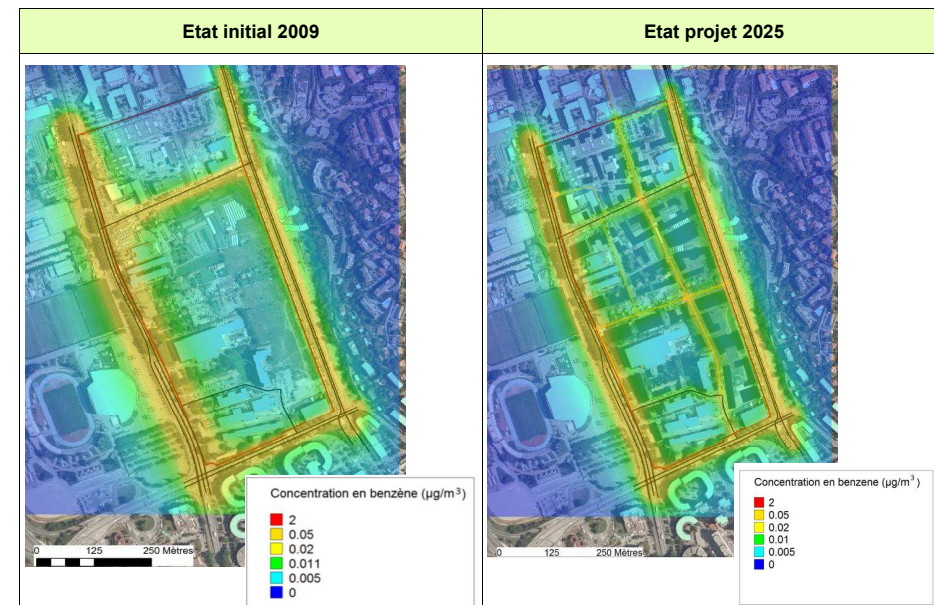 Etat initial 2009
Etat projet 2025
Concentration en benzène (µg/m³)
2
0.05
0.02
0.011
0.005
0
0 125 250 Mètres
Concentration en benzene (µg/m³)
2
0.05
0.02
0.01
0.005
0
0 125 250 Mètres